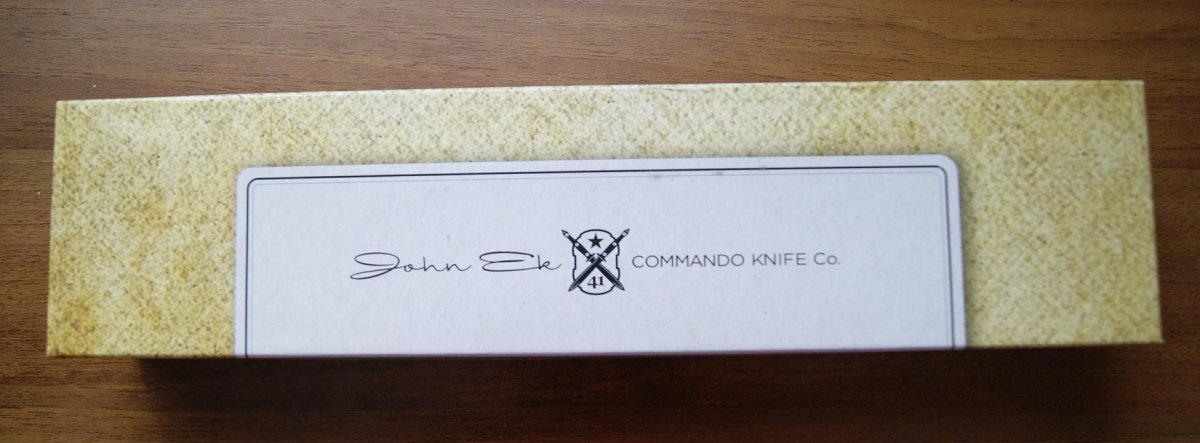 John Ek 41 COMMANDO KNIFE Co.